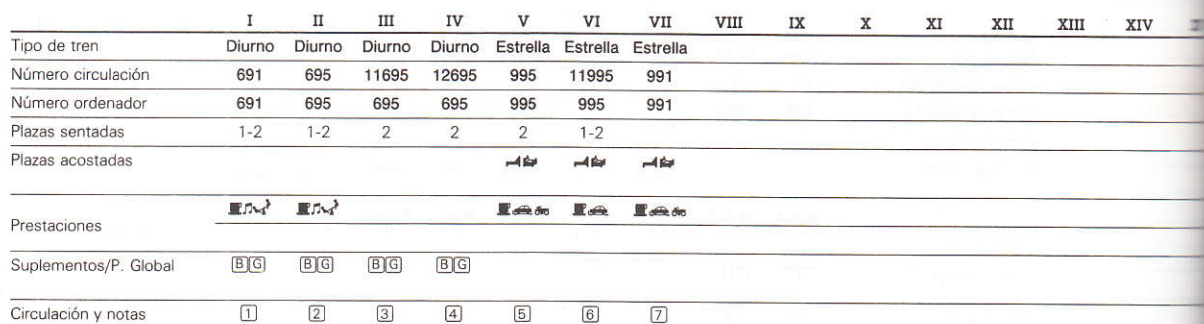 I II III IV V VI VII VIII IX X XI XII XIII XIV
Tipo de tren Diurno Diurno Diurno Diurno Estrella Estrella Estrella
Número circulación 691 695 11695 12695 995 11995 991
Número ordenador 691 695 695 695 995 995 991
Plazas sentadas 1-2 1-2 2 2 2 1-2
Plazas acostadas
Prestaciones
Suplementos/P. Global B G B G B G B G
Circulación y notas 1 2 3 4 5 6 7